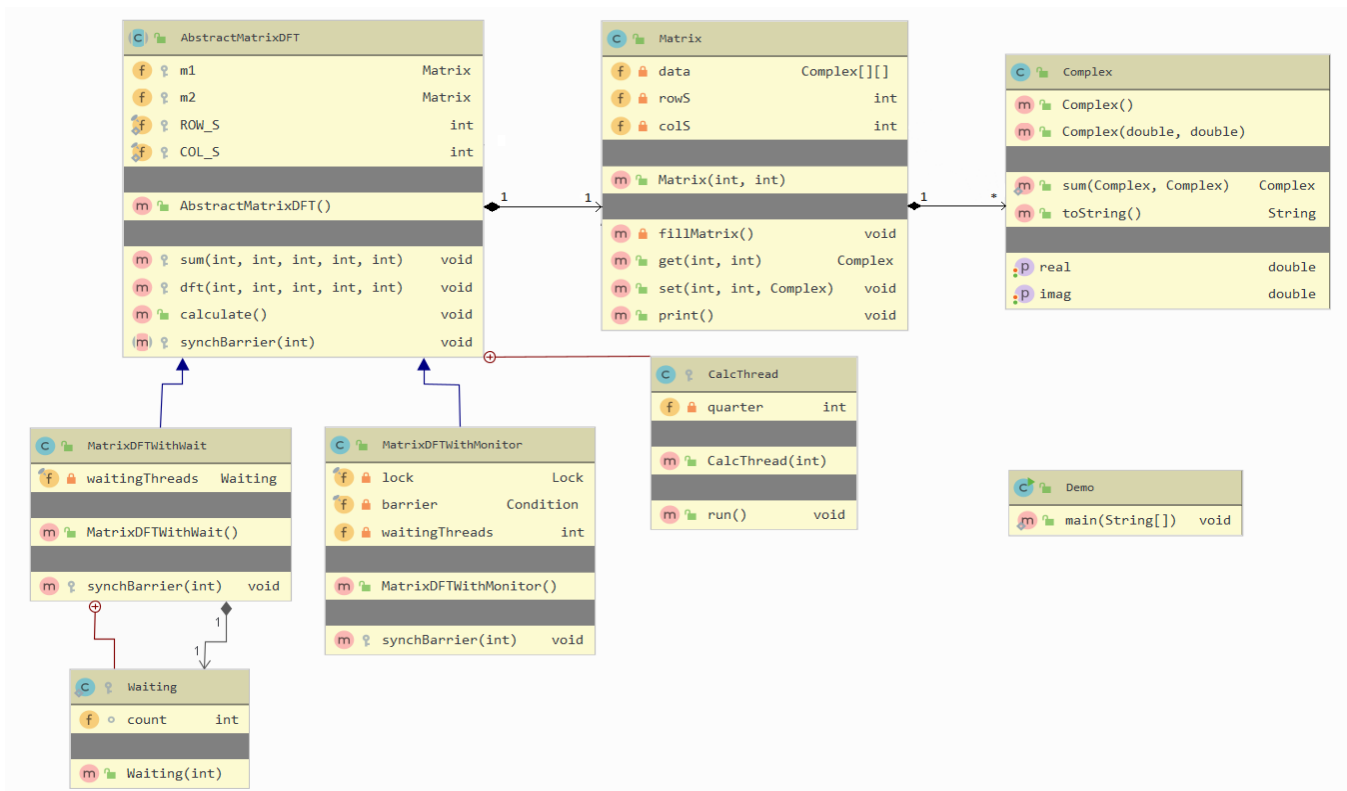 AbstractMatrixDFT
m1 Matrix
m2 Matrix
ROW_S int
COL_S int
AbstractMatrixDFT()
sum(int, int, int, int, int) void
dft(int, int, int, int, int) void
calculate() void
synchBarrier(int) void
1
1
Matrix
data Complex[][]
rowS int
colS int
Matrix(int, int)
fillMatrix() void
get(int, int) Complex
set(int, int, Complex) void
print() void
1
*
Complex
Complex()
Complex(double, double)
sum(Complex, Complex) Complex
toString() String
real double
imag double
MatrixDFTWithWait
waitingThreads Waiting
MatrixDFTWithWait()
synchBarrier(int) void
1
1
MatrixDFTWithMonitor
lock Lock
barrier Condition
waitingThreads int
MatrixDFTWithMonitor()
synchBarrier(int) void
CalcThread
quarter int
CalcThread(int)
run() void
Demo
main(String[]) void
Waiting
count int
Waiting(int)